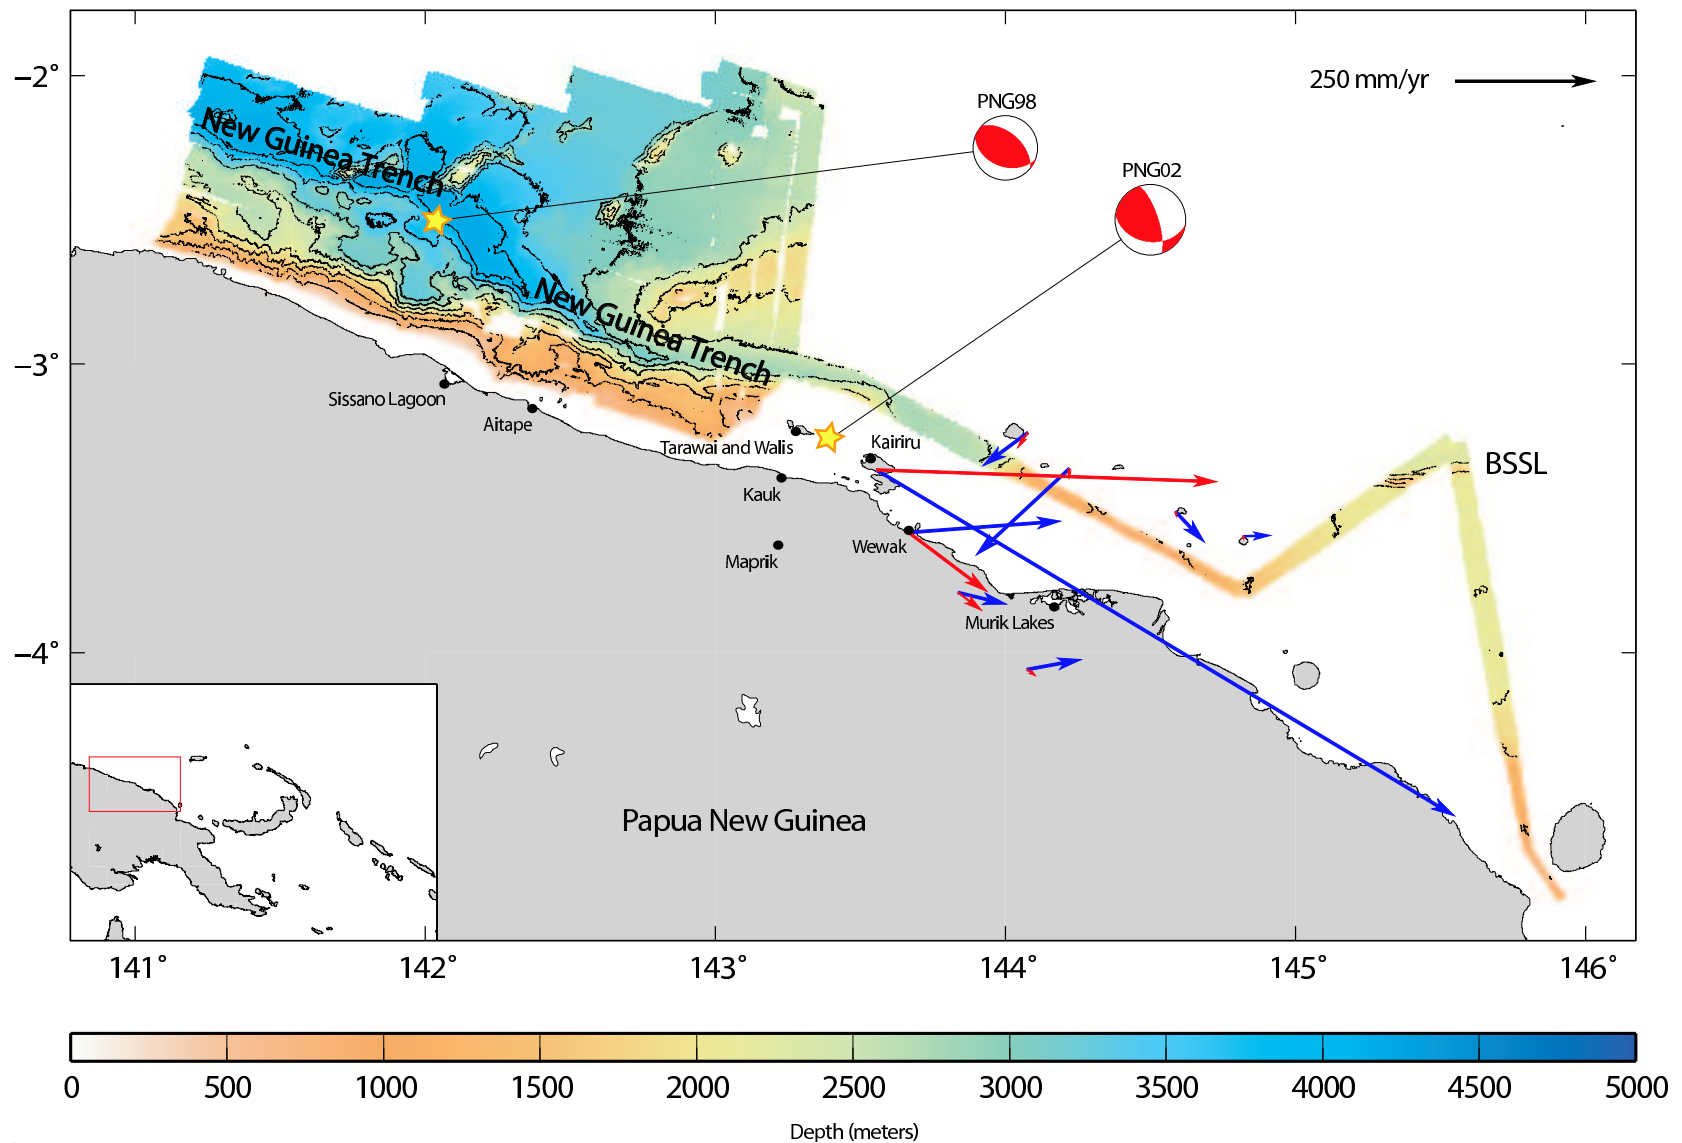 −2°
250 mm/yr
PNG98
New Guinea Trench
PNG02
New Guinea Trench
−3°
Sissano Lagoon
Aitape
Tarawai and Walis
Kairiru
BSSL
Kauk
Wewak
Maprik
Murik Lakes
−4°
Papua New Guinea
141° 142° 143° 144° 145° 146°
0 500 1000 1500 2000 2500 3000 3500 4000 4500 5000
Depth (meters)